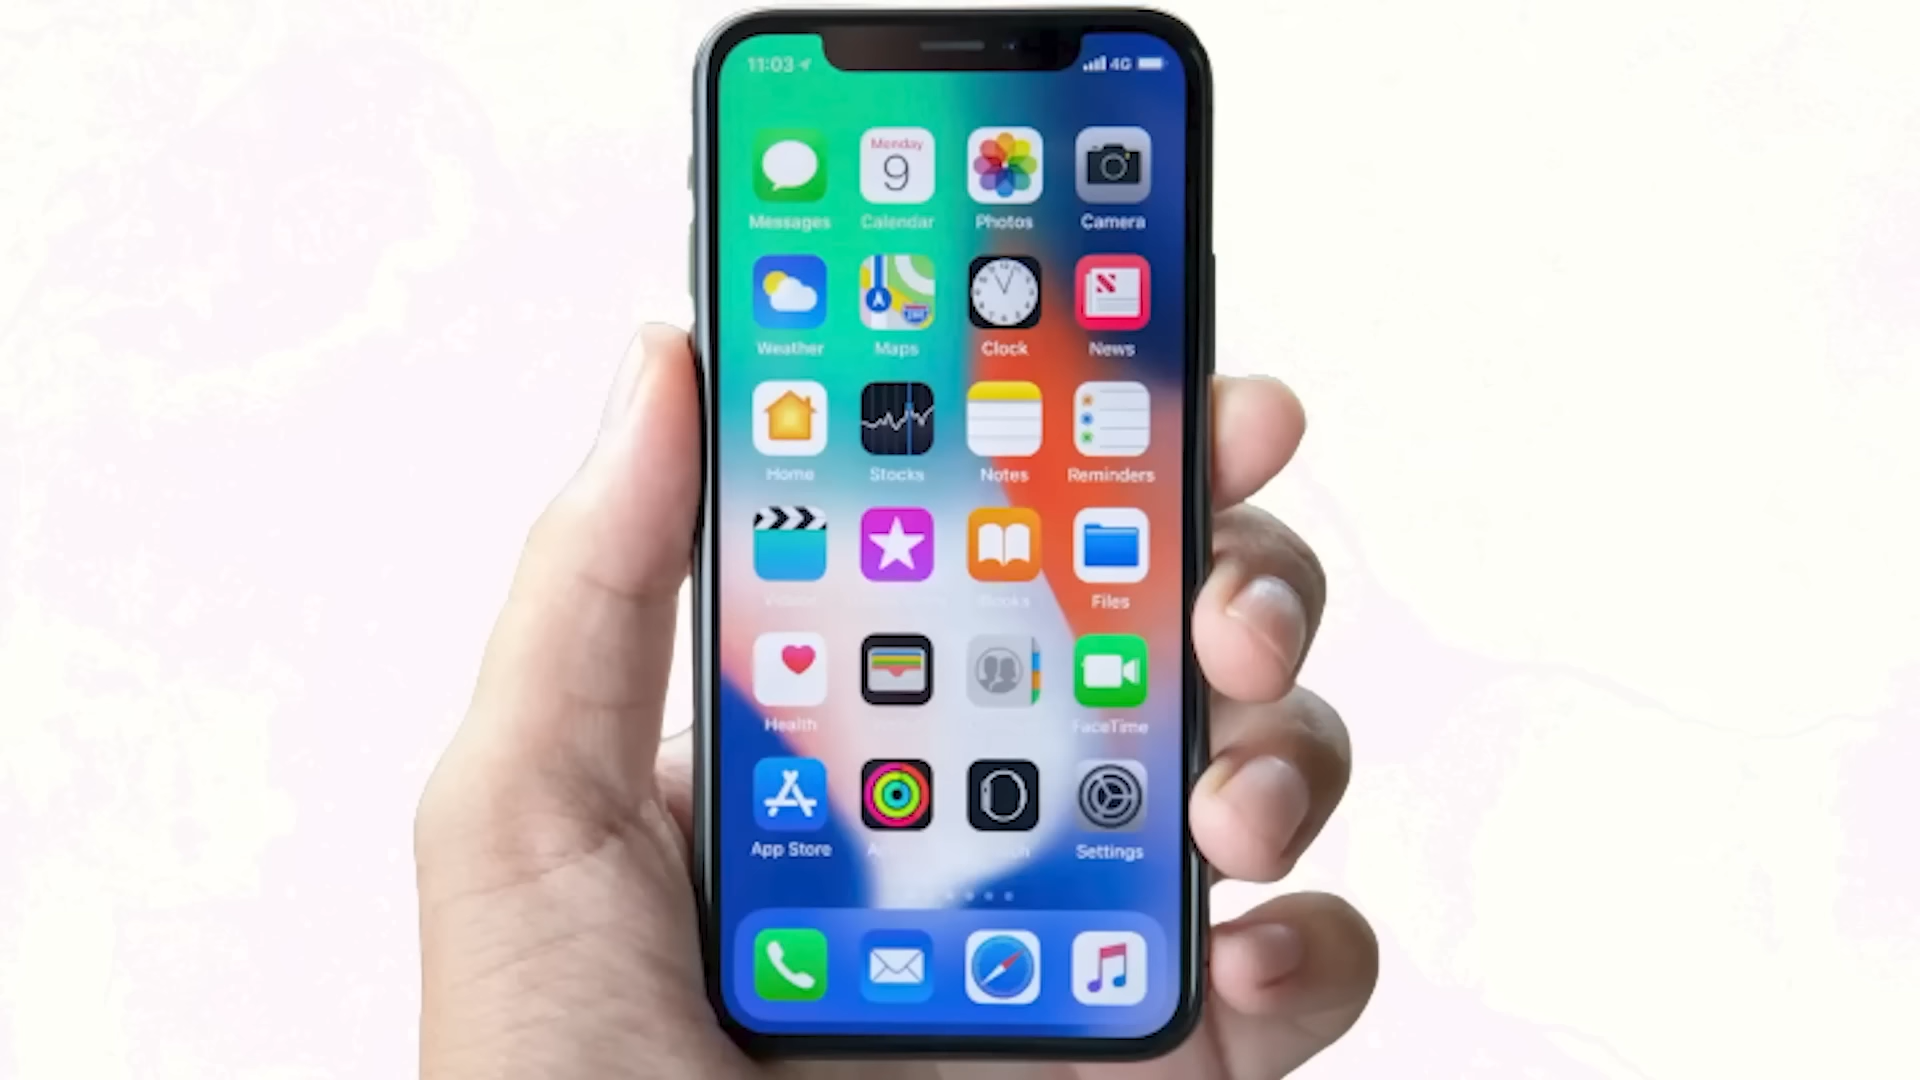 11:03 4G
Monday
9
Messages Calendar Photos Camera
Weather Maps Clock News
Home Stocks Notes Reminders
Files
Health FaceTime
App Store Settings